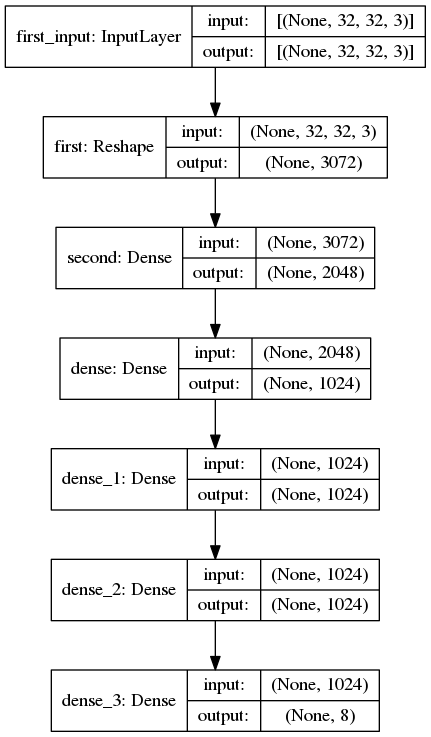 first_input: InputLayer
input: [(None, 32, 32, 3)]
output: [(None, 32, 32, 3)]
first: Reshape
input: (None, 32, 32, 3)
output: (None, 3072)
second: Dense
input: (None, 3072)
output: (None, 2048)
dense: Dense
input: (None, 2048)
output: (None, 1024)
dense_1: Dense
input: (None, 1024)
output: (None, 1024)
dense_2: Dense
input: (None, 1024)
output: (None, 1024)
dense_3: Dense
input: (None, 1024)
output: (None, 8)